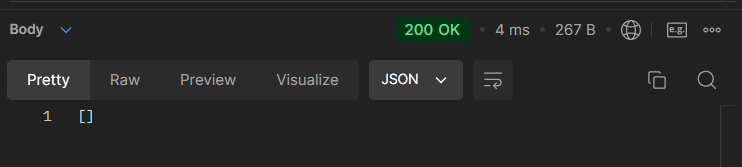 Body 200 OK • 4 ms • 267 B e.g.
Pretty Raw Preview Visualize JSON
1 []